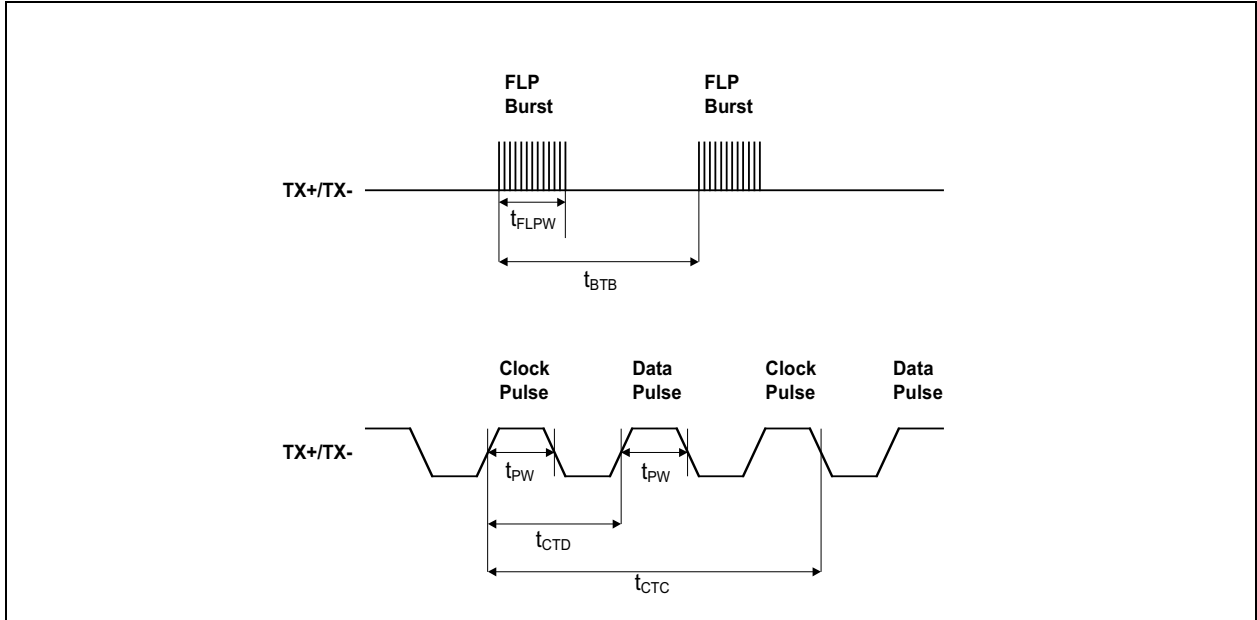 FLP
Burst
FLP
Burst
TX+/TX-
tFLPW
tBTB
Clock
Pulse
Data
Pulse
Clock
Pulse
Data
Pulse
TX+/TX-
tPW
tPW
tCTD
tCTC